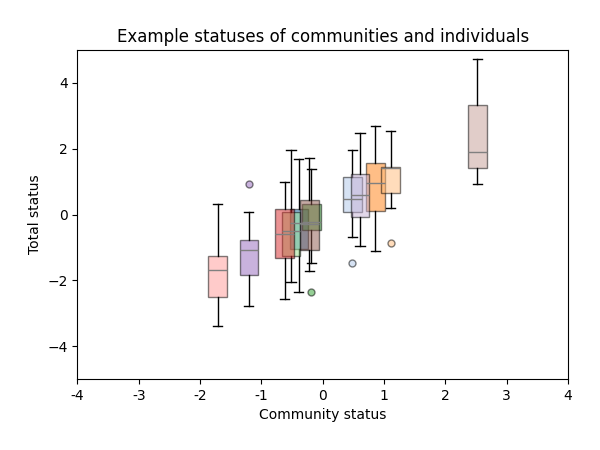 Example statuses of communities and individuals
Total status
4
2
0
−2
−4
-4 -3 -2 -1 0 1 2 3 4
Community status